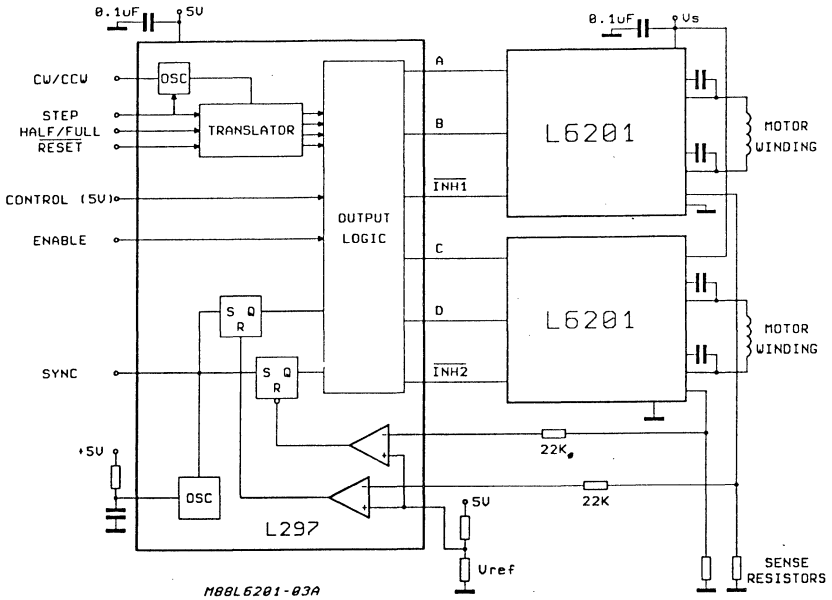 0.1uF
5V
0.1uF
Vs
CW/CCW
OSC
STEP
HALF/FULL
RESET
TRANSLATOR
CONTROL (5V)
ENABLE
OUTPUT
LOGIC
A
B
INH1
C
D
INH2
L6201
MOTOR
WINDING
L6201
MOTOR
WINDING
S Q
R
S Q
R
SYNC
+5V
OSC
-
+
-
+
22K
22K
5V
L297
Vref
SENSE
RESISTORS
M88L6201-03A